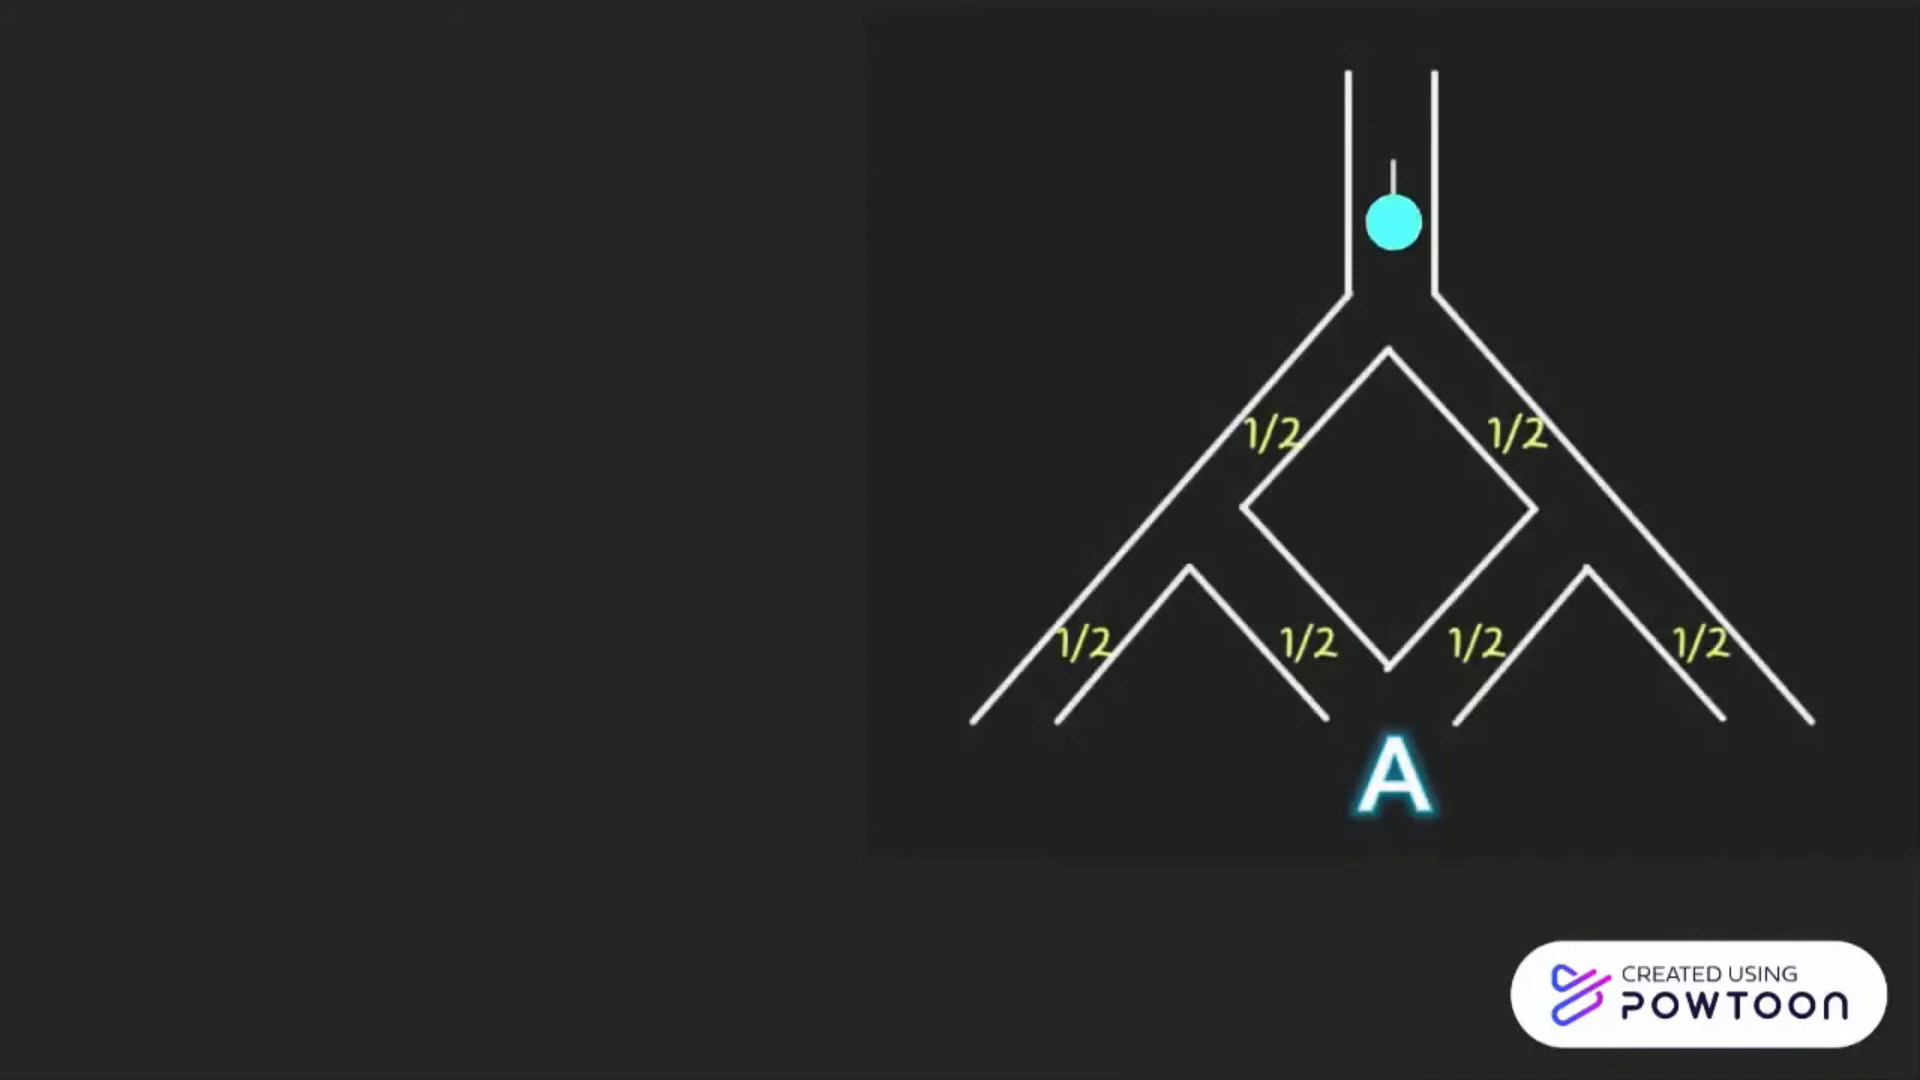 1/2 1/2
1/2 1/2 1/2 1/2
A
CREATED USING
POWTOON